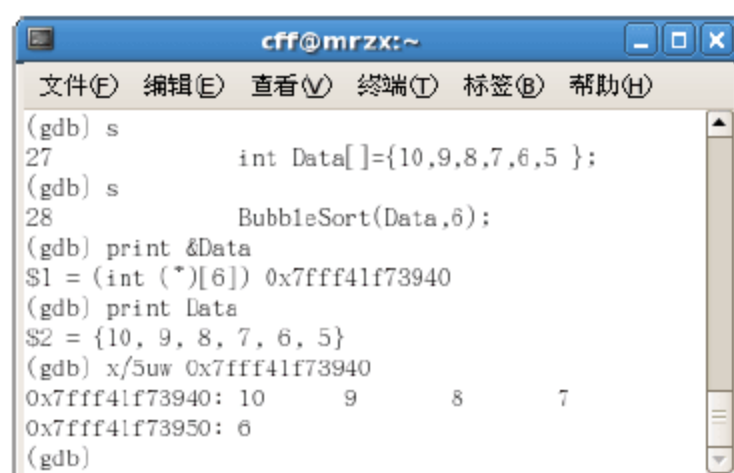 cff@mrzx:~
文件(F) 编辑(E) 查看(V) 终端(T) 标签(B) 帮助(H)
(gdb) s
27 int Data[]={10,9,8,7,6,5 };
(gdb) s
28 BubbleSort(Data,6);
(gdb) print &Data
$1 = (int (*)[6]) 0x7fff41f73940
(gdb) print Data
$2 = {10, 9, 8, 7, 6, 5}
(gdb) x/5uw 0x7fff41f73940
0x7fff41f73940: 10 9 8 7
0x7fff41f73950: 6
(gdb)